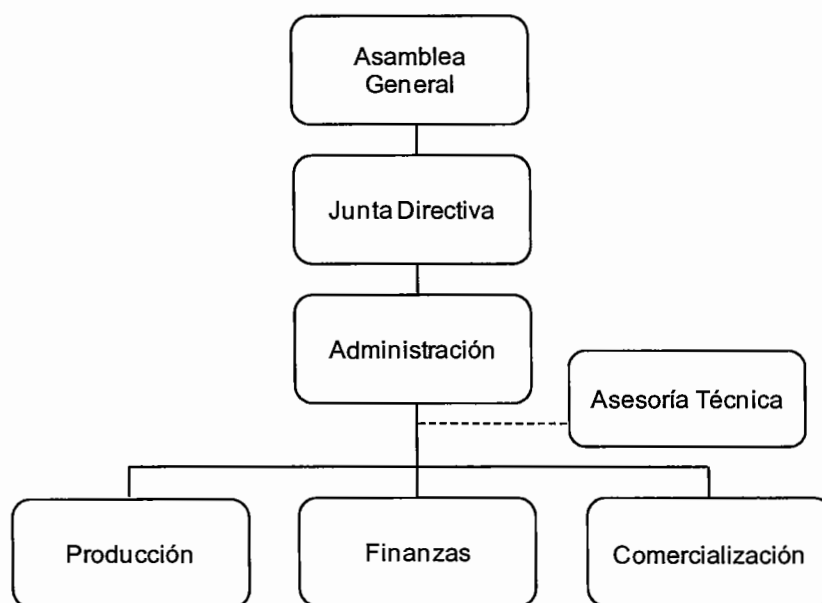 Asamblea
General
Junta Directiva
Administración
Asesoría Técnica
Producción
Finanzas
Comercialización